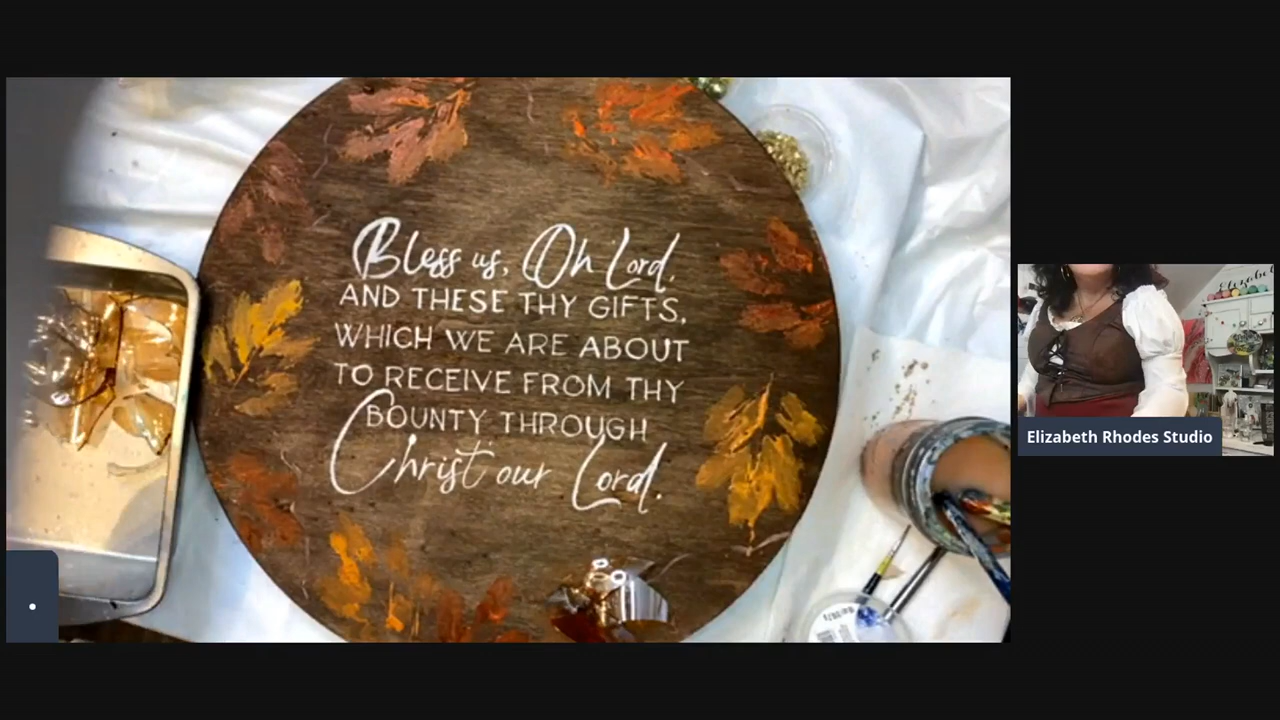 Bless us, Oh Lord,
AND THESE THY GIFTS,
WHICH WE ARE ABOUT
TO RECEIVE FROM THY
BOUNTY THROUGH
Christ our Lord.
Elizabeth Rhodes Studio